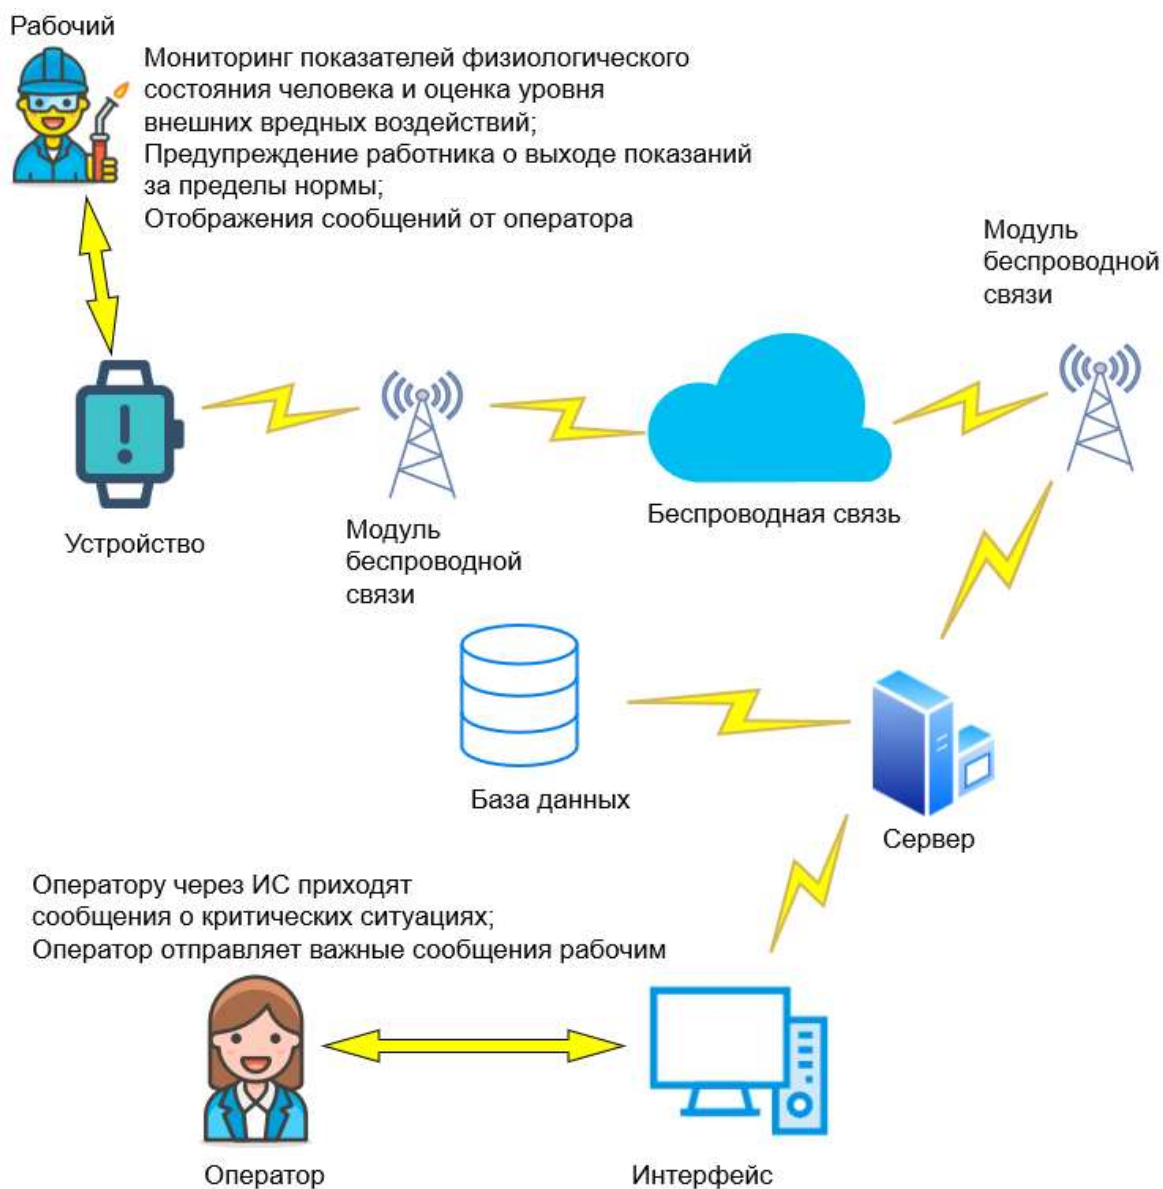 Рабочий
Мониторинг показателей физиологического
состояния человека и оценка уровня
внешних вредных воздействий;
Предупреждение работника о выходе показаний
за пределы нормы;
Отображения сообщений от оператора
Модуль
беспроводной
связи
Беспроводная связь
Устройство
Модуль
беспроводной
связи
База данных
Сервер
Оператору через ИС приходят
сообщения о критических ситуациях;
Оператор отправляет важные сообщения рабочим
Оператор
Интерфейс